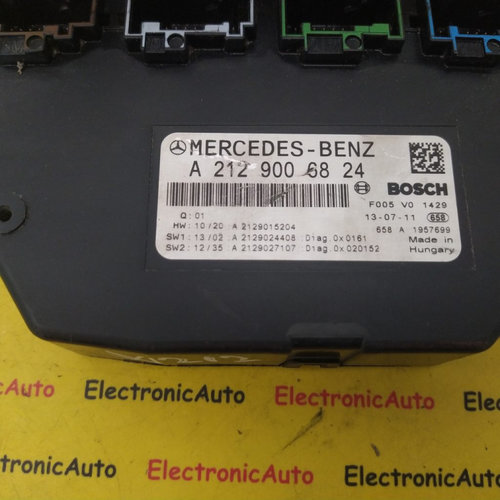 MERCEDES-BENZ
A 212 900 68 24
BOSCH
Q: 01
F005 V0 1429
HW: 10/20 : A 2129015204
13-07-11 658
SW1 : 13/02 : A 2129024408 : Diag. 0x0161
658 A 1957699
SW2: 12/35 : A 2129027107 : Diag. 0x020152
Made in
Hungary
ElectronicAuto ElectronicAuto ElectronicAuto
ElectronicAuto ElectronicAuto ElectronicAuto